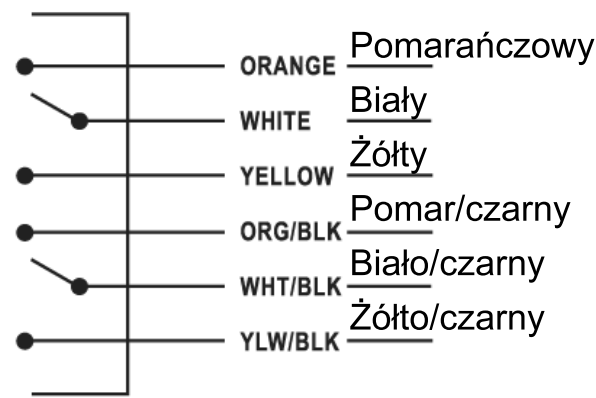 ORANGE Pomarańczowy
WHITE Biały
YELLOW Żółty
ORG/BLK Pomar/czarny
WHT/BLK Biało/czarny
YLW/BLK Żółto/czarny